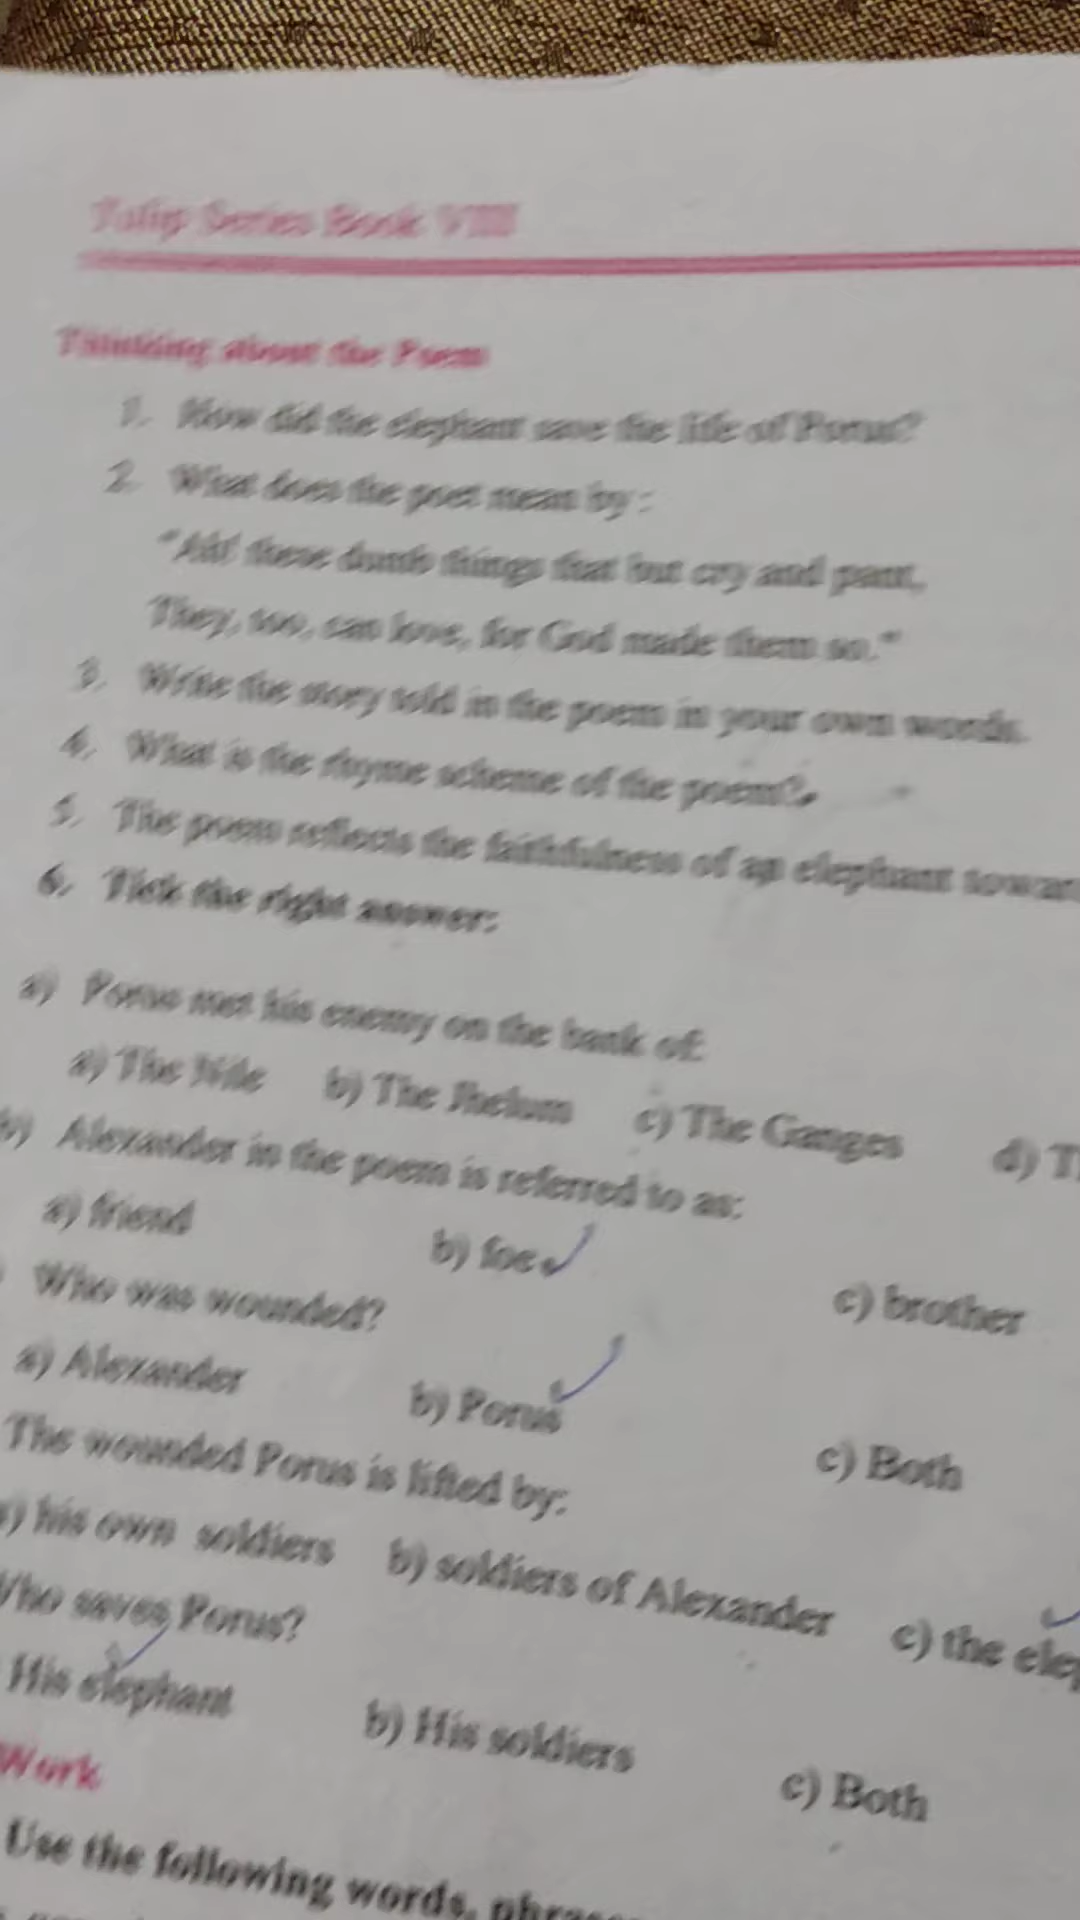 Tulip Series Book VIII
Thinking about the Poem
1. How did the elephant save the life of Porus?
2. What does the poet mean by :
"Ah! these dumb things that but cry and pant,
They, too, can love, for God made them so."
3. Write the story told in the poem in your own words.
4. What is the rhyme scheme of the poem?
5. The poem reflects the faithfulness of an elephant
6. Tick the right answer:
a) Porus met his enemy on the bank of:
a) The Nile b) The Jhelum c) The Ganges d)
b) Alexander in the poem is referred to as:
a) friend b) foe c) brother
Who was wounded?
a) Alexander b) Porus c) Both
The wounded Porus is lifted by:
a) his own soldiers b) soldiers of Alexander c) the
Who saves Porus?
His elephant b) His soldiers c) Both
Work
Use the following words,